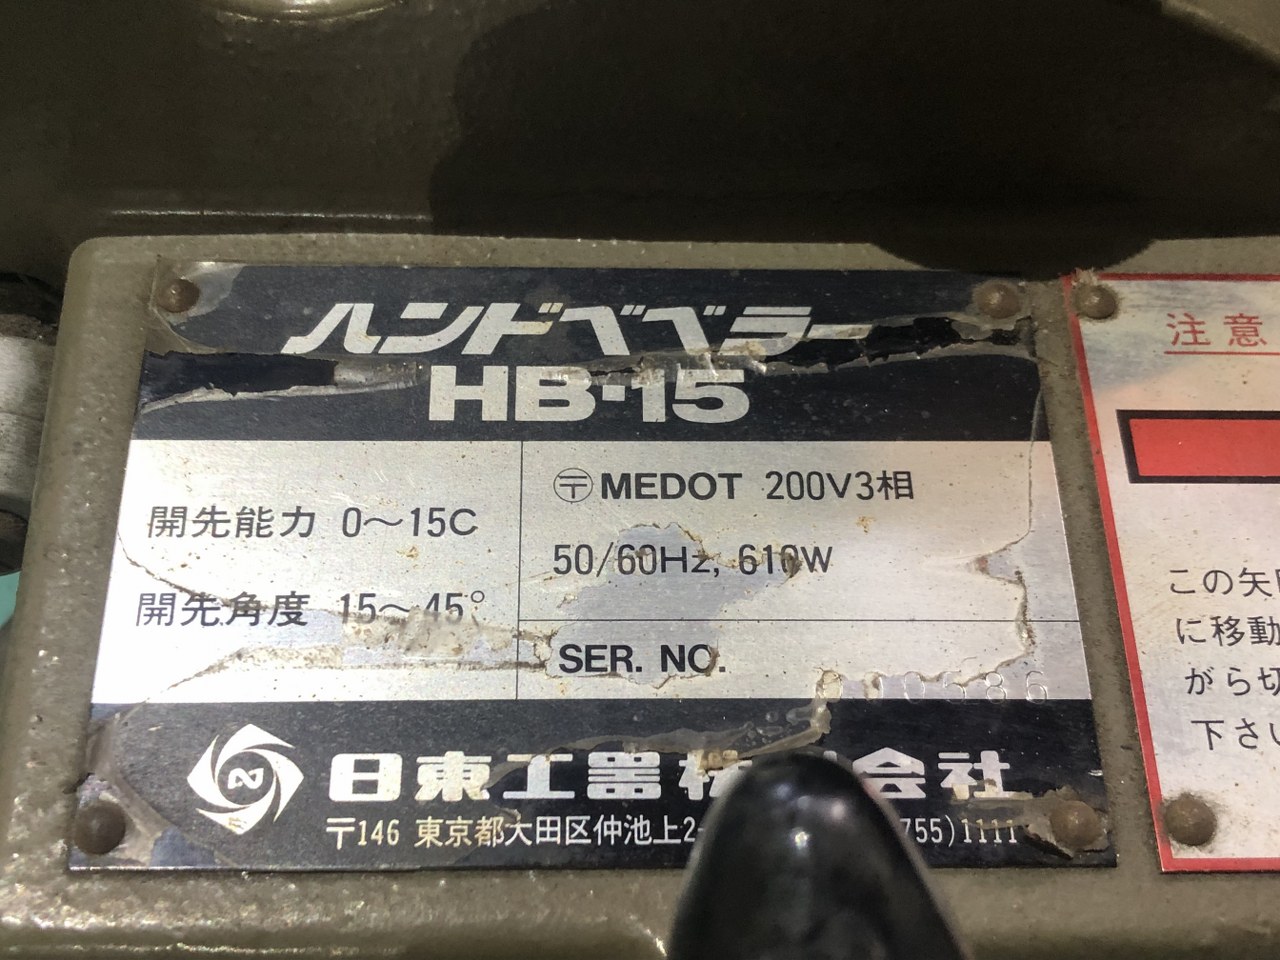 ハンドベベラー
HB-15
開先能力 0〜15C
開先角度 15〜45°
〒 MEDOT 200V3相
50/60Hz, 610W
SER. NO.
000586
日東工器株 会社
〒146 東京都大田区仲池上2- 755)1111
注意
この矢
に移動
がら切
下さい